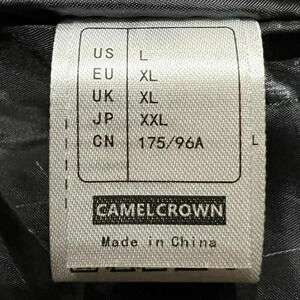 US L
EU XL
UK XL
JP XXL
CN 175/96A
L
CAMELCROWN
Made in China